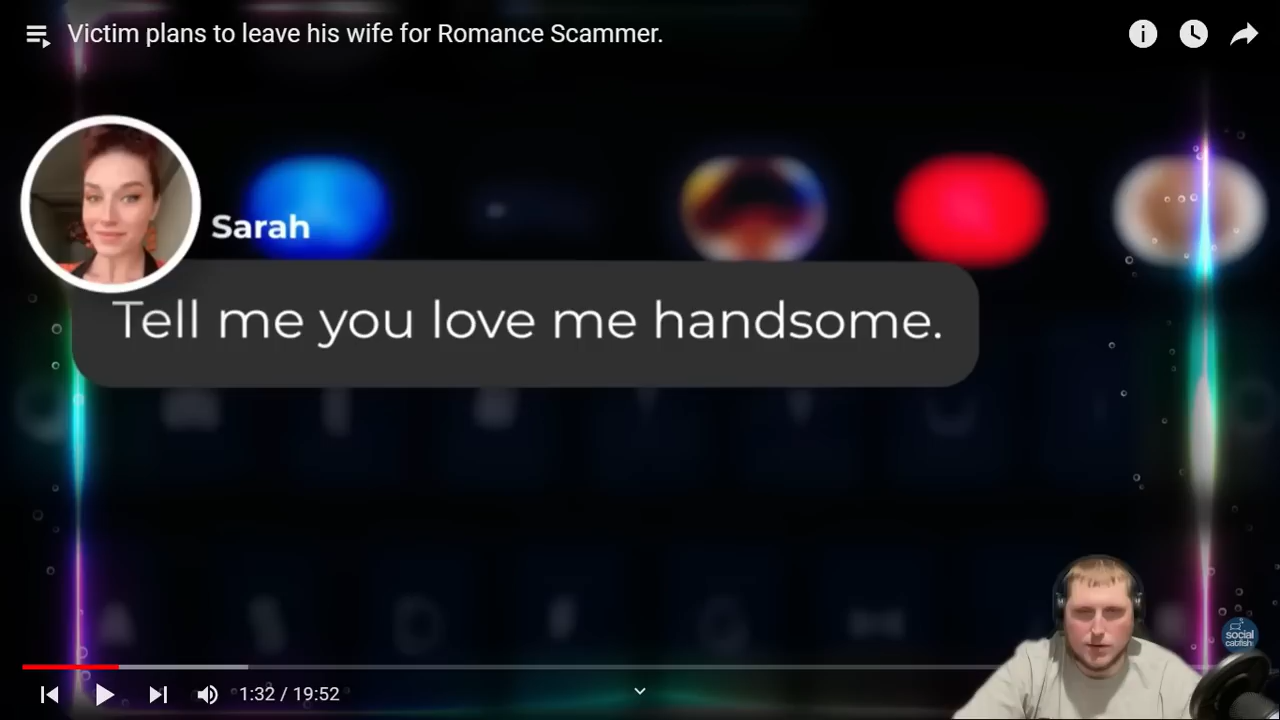 Victim plans to leave his wife for Romance Scammer.
Sarah
Tell me you love me handsome.
social
catfish
1:32 / 19:52